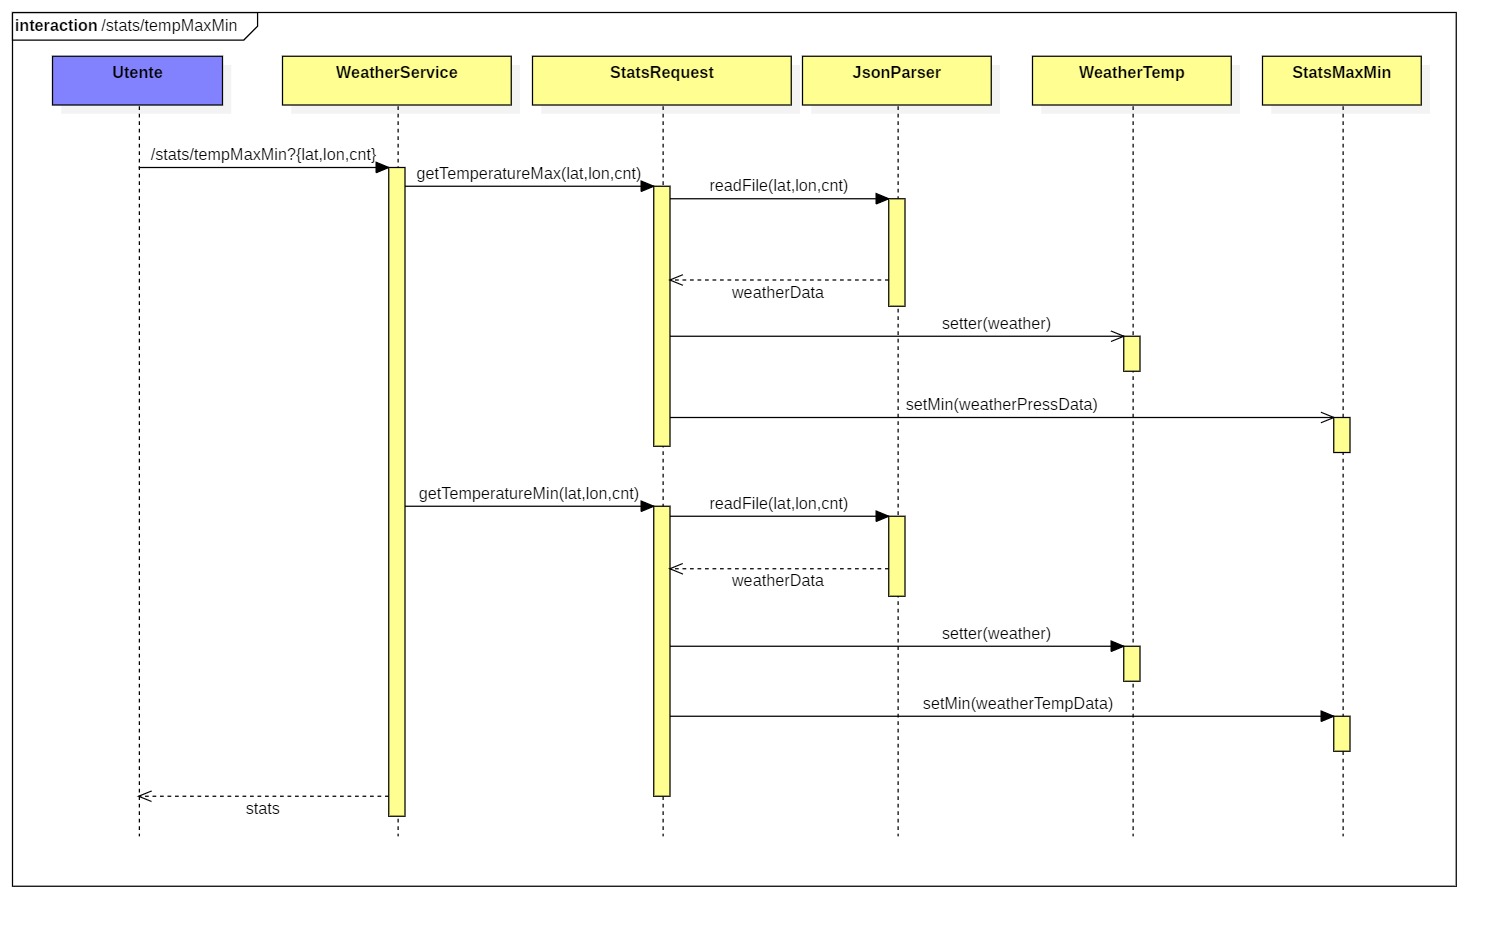 interaction /stats/tempMaxMin
Utente
WeatherService
StatsRequest
JsonParser
WeatherTemp
StatsMaxMin
/stats/tempMaxMin?{lat,lon,cnt}
getTemperatureMax(lat,lon,cnt)
readFile(lat,lon,cnt)
weatherData
setter(weather)
setMin(weatherPressData)
getTemperatureMin(lat,lon,cnt)
readFile(lat,lon,cnt)
weatherData
setter(weather)
setMin(weatherTempData)
stats